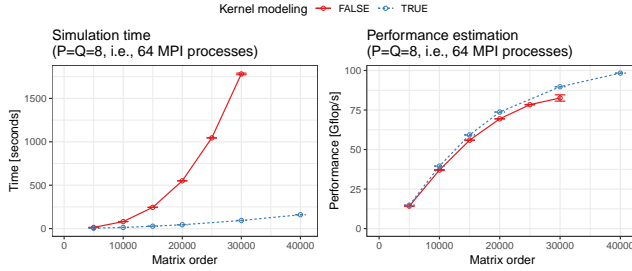 Kernel modeling FALSE TRUE
Simulation time
(P=Q=8, i.e., 64 MPI processes)
1500
1000
500
0
Time [seconds]
0 10000 20000 30000 40000
Matrix order
Performance estimation
(P=Q=8, i.e., 64 MPI processes)
100
75
50
25
0
Performance [Gflop/s]
0 10000 20000 30000 40000
Matrix order